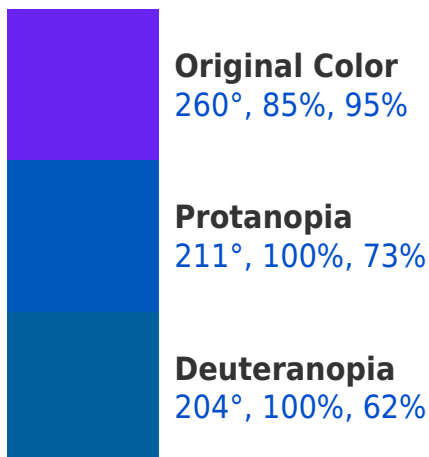 Original Color
260°, 85%, 95%
Protanopia
211°, 100%, 73%
Deuteranopia
204°, 100%, 62%